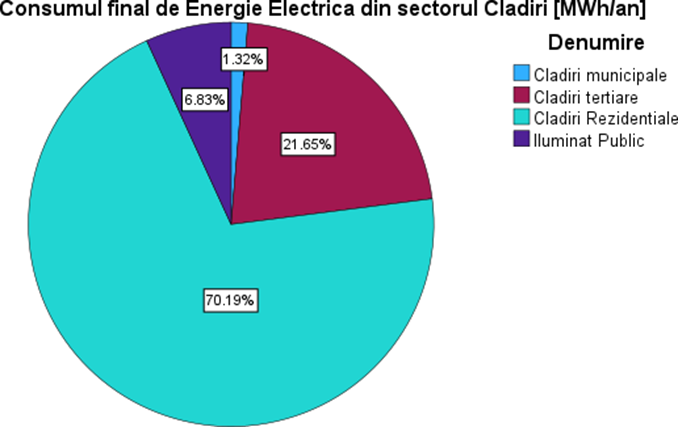 Consumul final de Energie Electrica din sectorul Cladiri [MWh/an]
Denumire
Cladiri municipale
Cladiri tertiare
Cladiri Rezidentiale
Iluminat Public
1.32%
6.83%
21.65%
70.19%